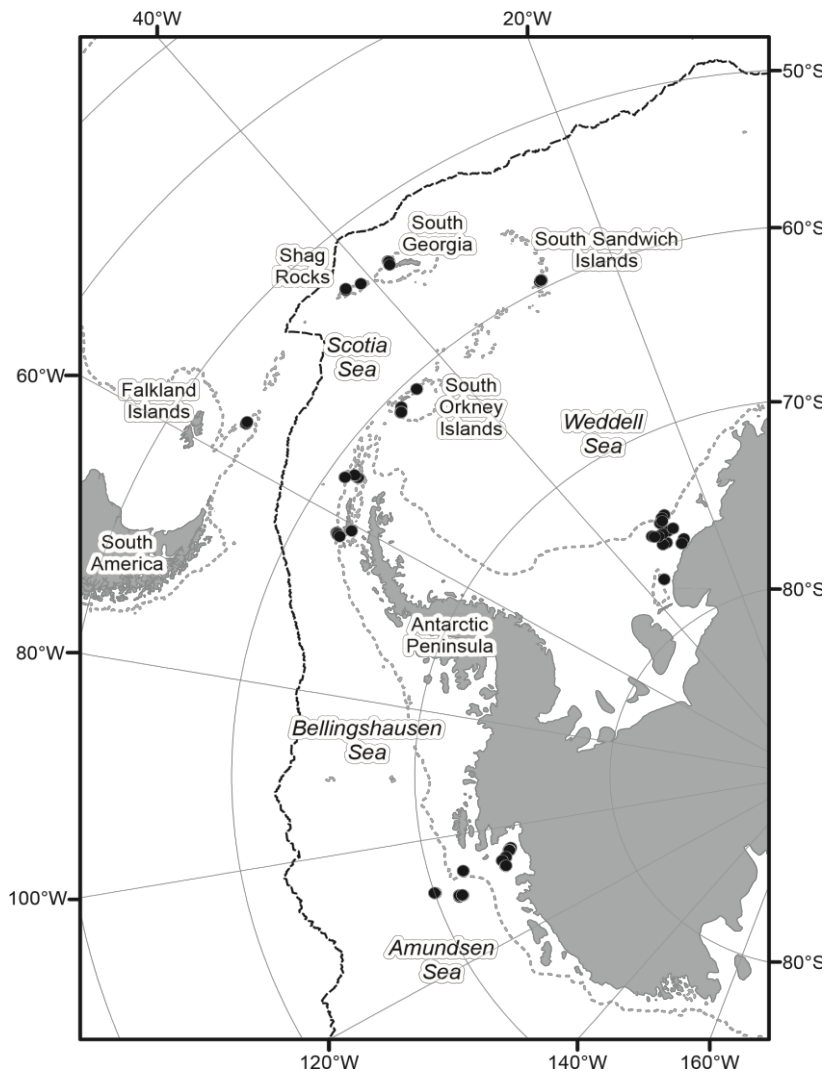 40°W
20°W
50°S
South
Georgia
60°S
South Sandwich
Islands
Shag
Rocks
Scotia
Sea
60°W
Falkland
Islands
South
Orkney
Islands
70°S
Weddell
Sea
South
America
80°S
Antarctic
Peninsula
80°W
Bellingshausen
Sea
100°W
Amundsen
Sea
80°S
120°W
140°W
160°W